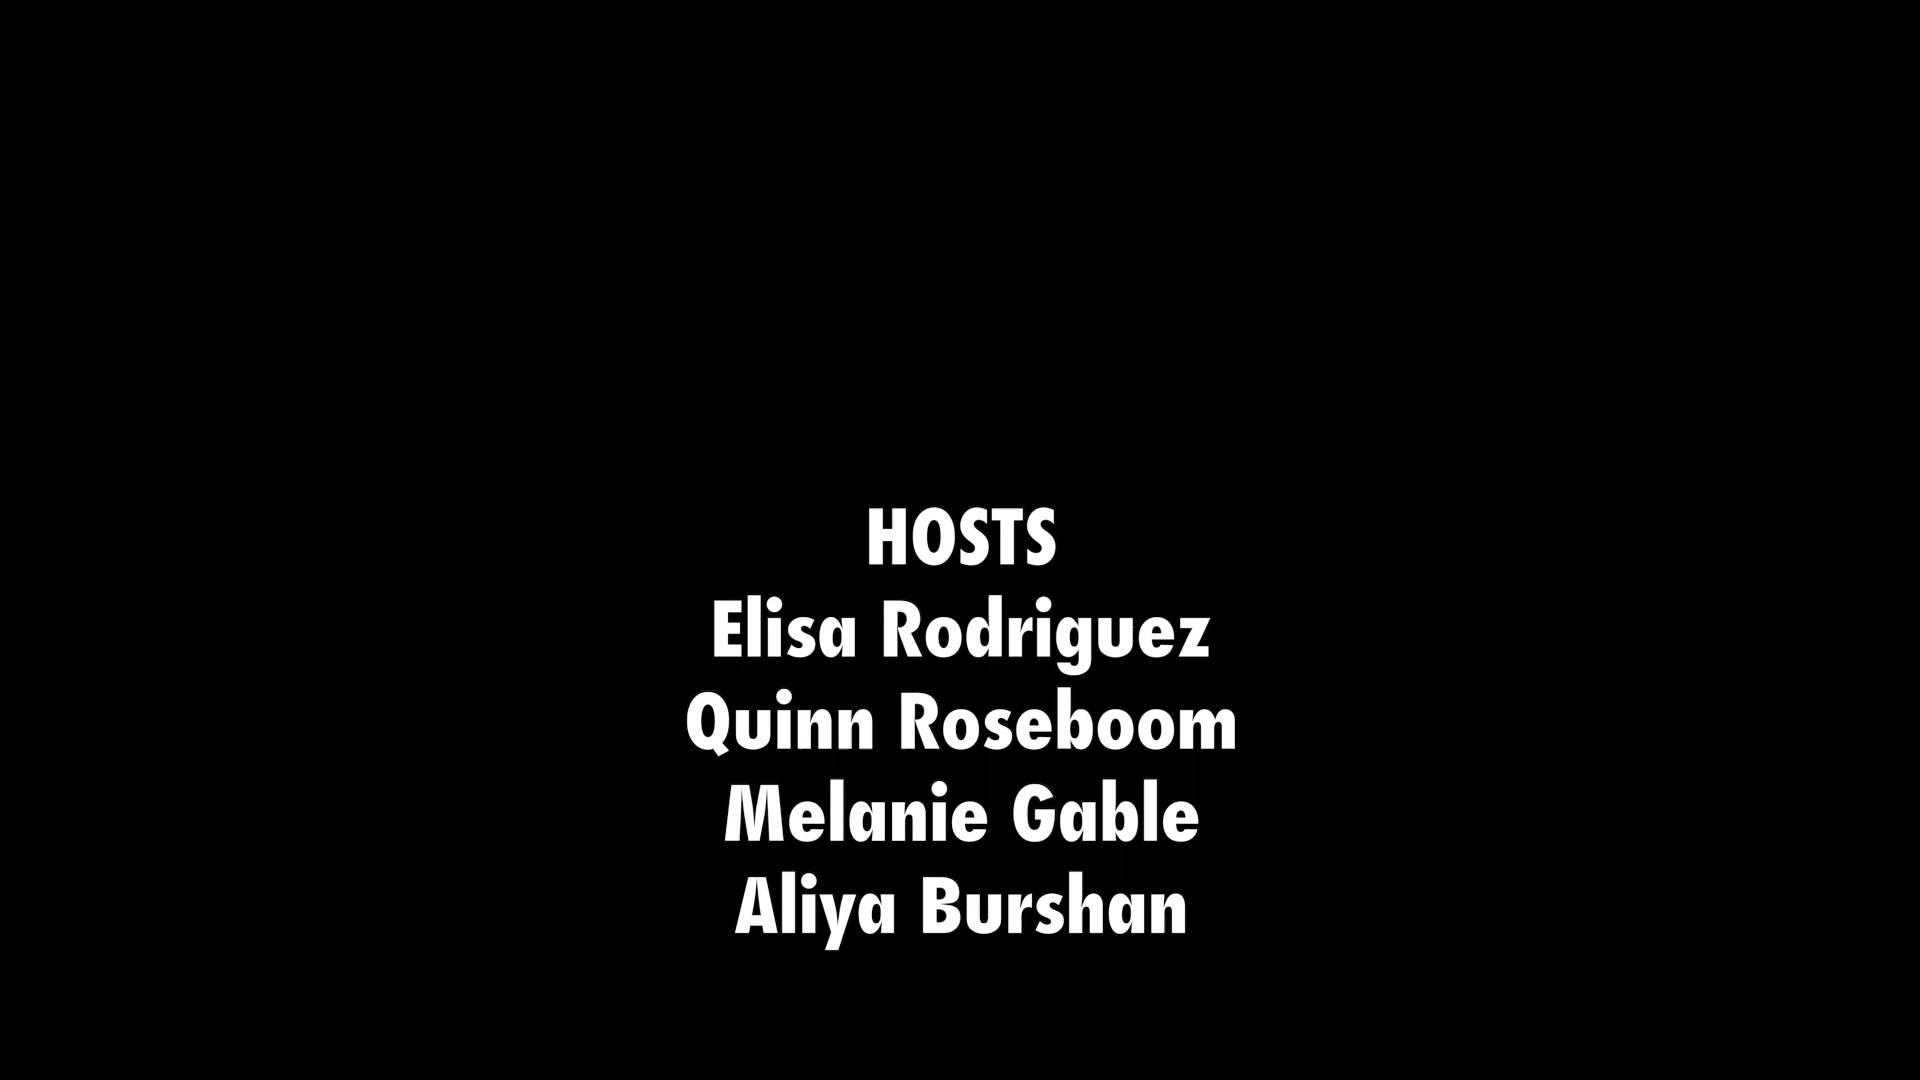 HOSTS
Elisa Rodriguez
Quinn Roseboom
Melanie Gable
Aliya Burshan